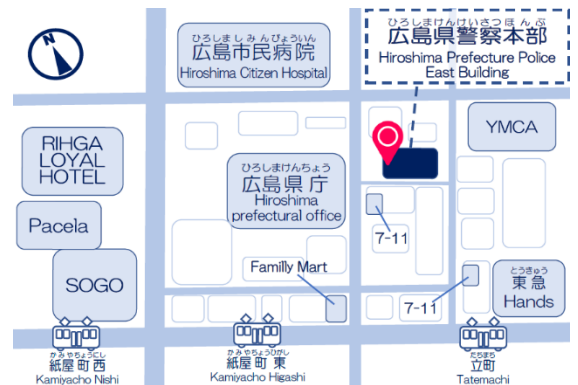 N
ひろしましみんびょういん
広島市民病院
Hiroshima Citizen Hospital
ひろしまけんけいさつほんぶ
広島県警察本部
Hiroshima Prefecture Police
East Building
RIHGA
LOYAL
HOTEL
YMCA
ひろしまけんちょう
広島県庁
Hiroshima
prefectural office
Pacela
7-11
SOGO
Familly Mart
7-11
とうきゅう
東急
Hands
かみやちょうにし
紙屋町西
Kamiyacho Nishi
かみやちょうひがし
紙屋町東
Kamiyacho Higashi
たちまち
立町
Tatemachi